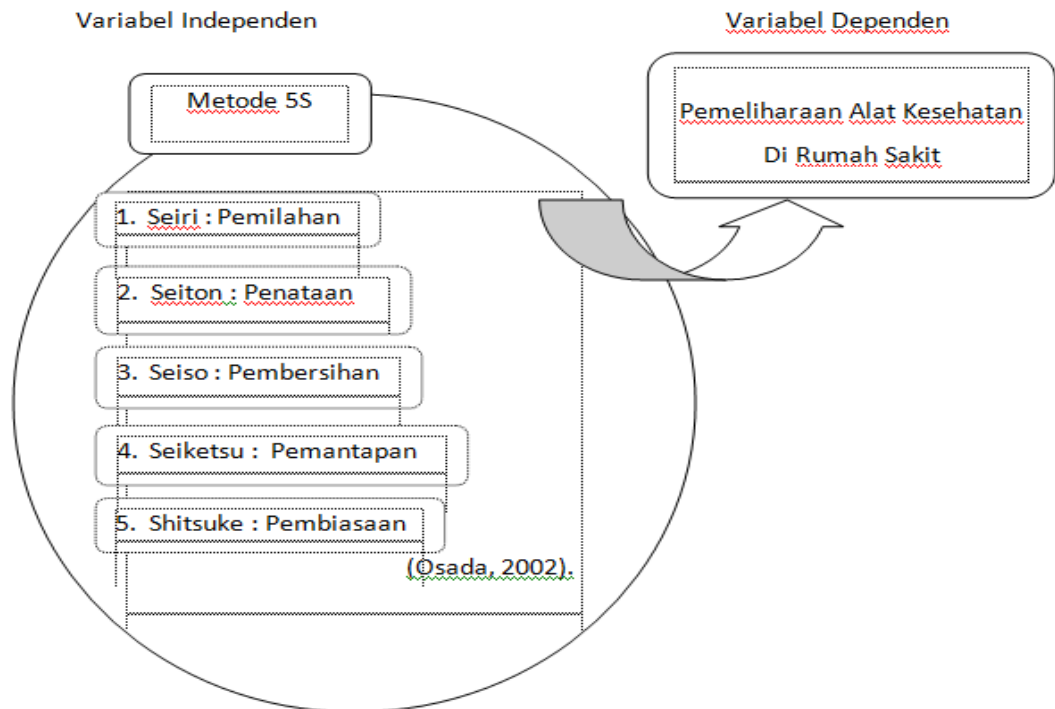 Variabel Independen
Variabel Dependen
Metode 5S
Pemeliharaan Alat Kesehatan
Di Rumah Sakit
1. Seiri : Pemilahan
2. Seiton : Penataan
3. Seiso : Pembersihan
4. Seiketsu : Pemantapan
5. Shitsuke : Pembiasaan
(Osada, 2002).